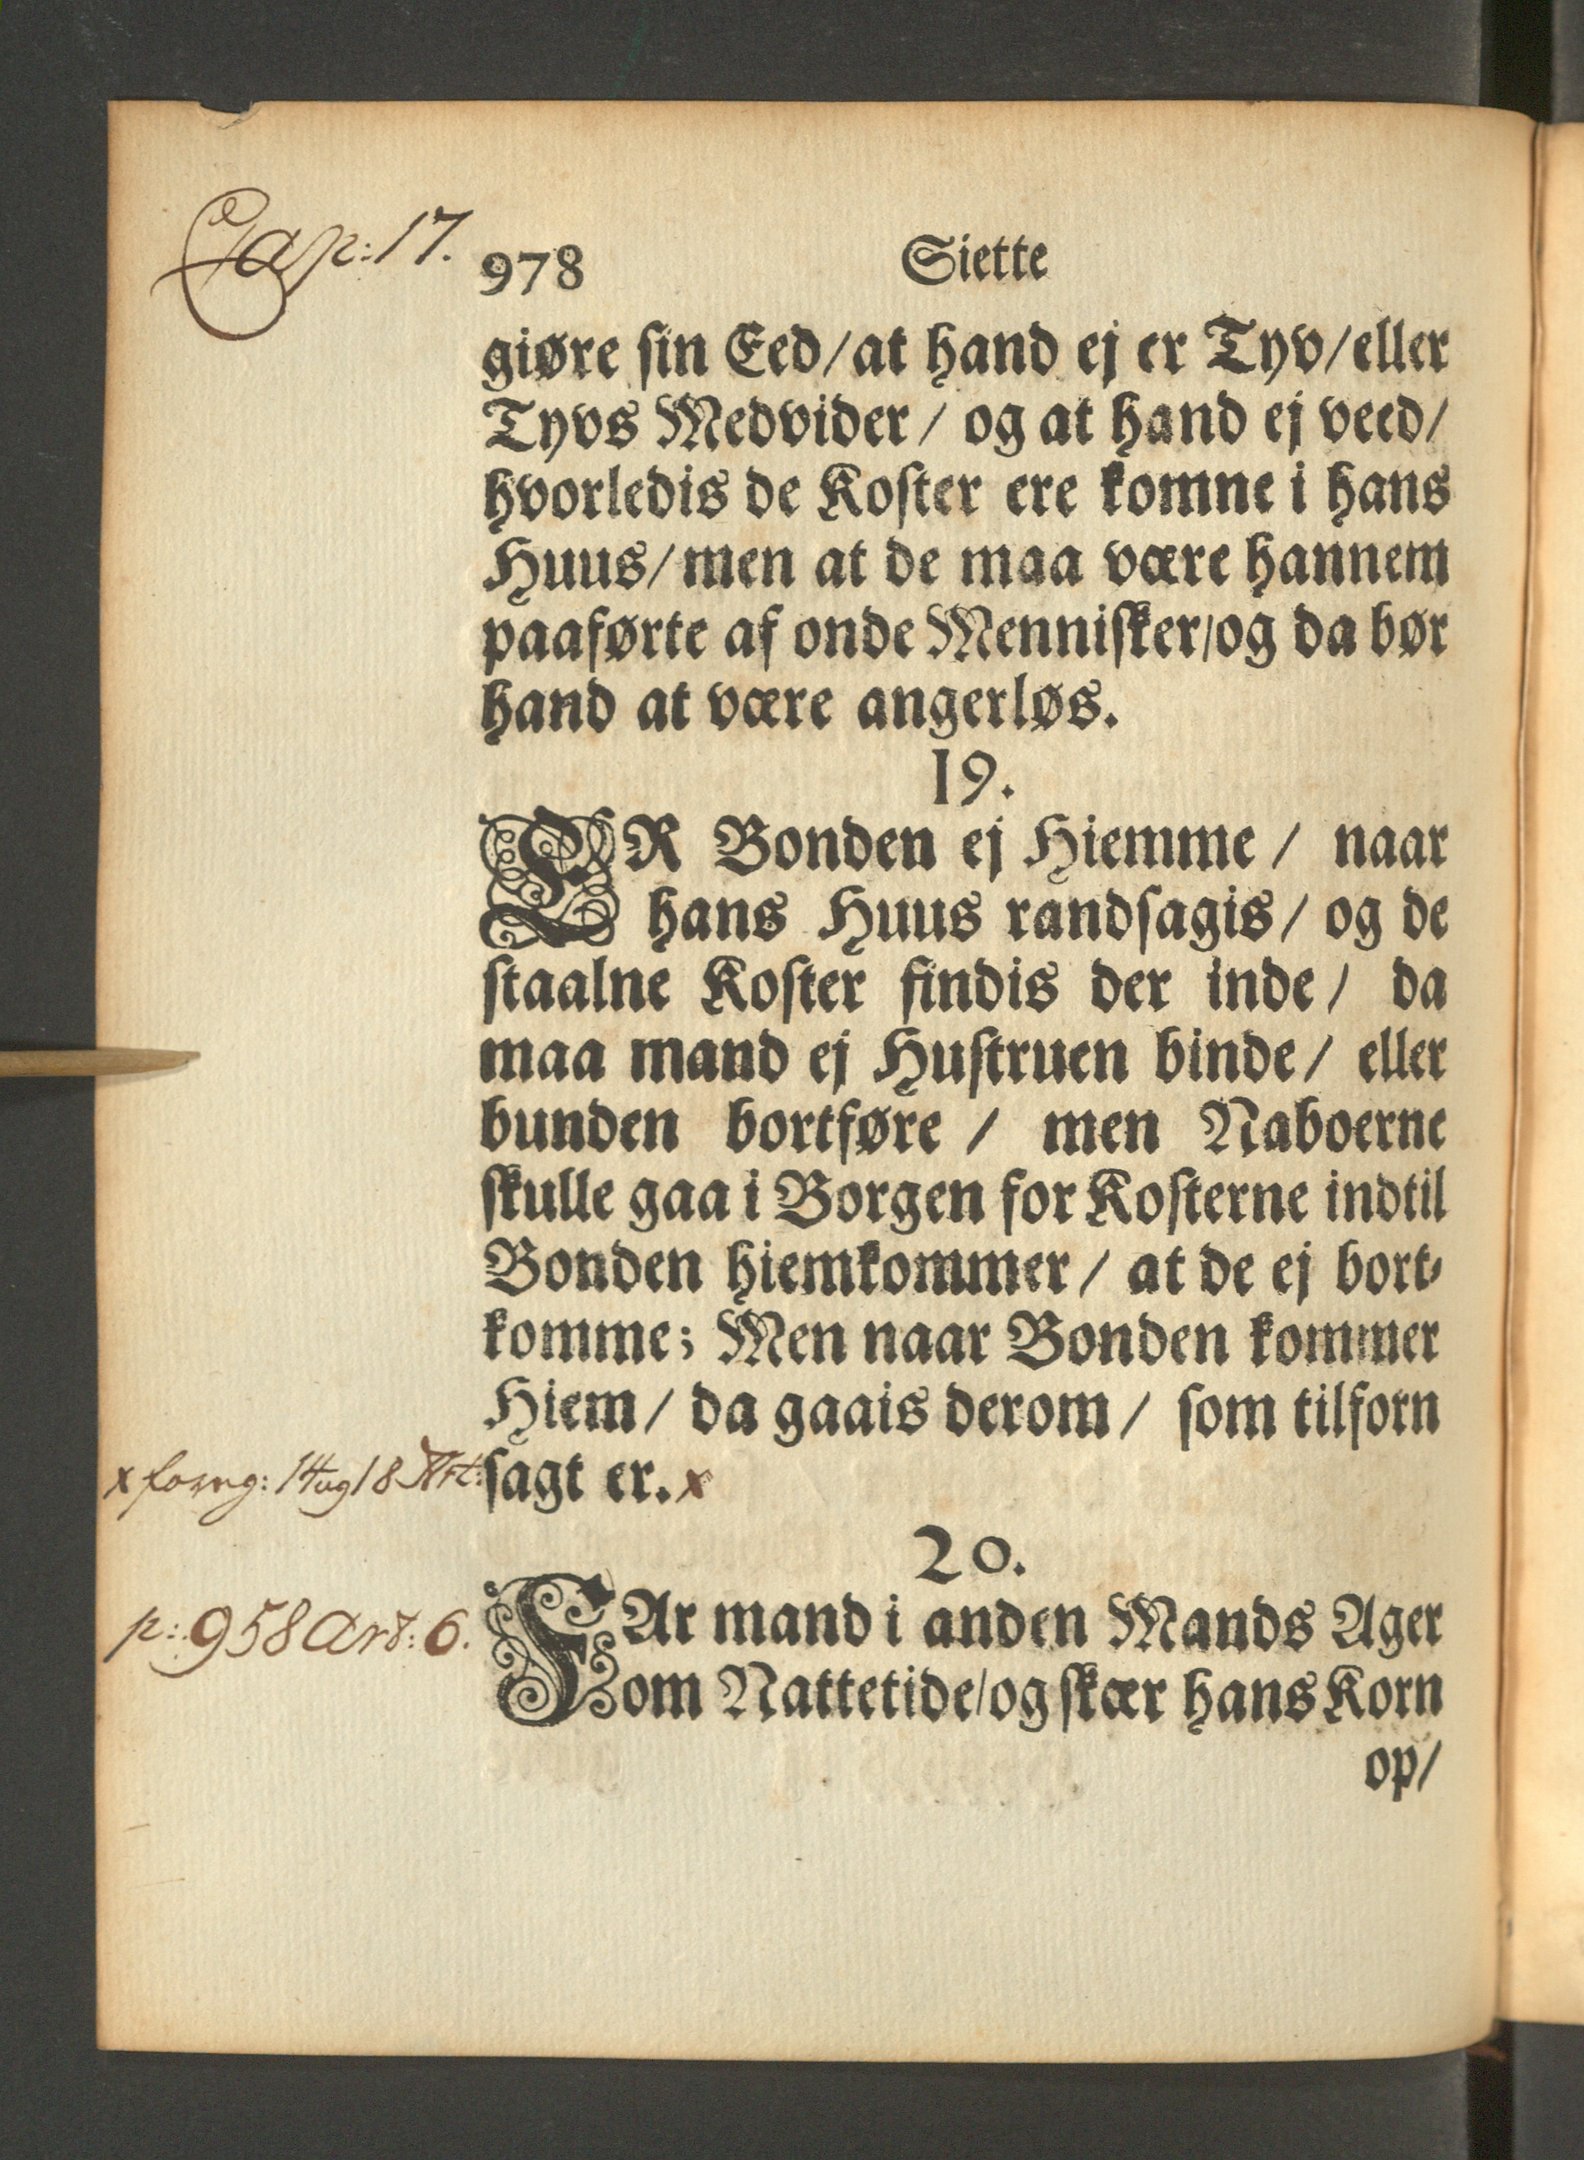 Cap: 17.
978 Siette
giøre sin Eed/at hand ej er Tyv/eller
Tyvs Medvider/ og at hand ej veed/
hvorledis de Koster ere komne i hans
Huus/men at de maa være hannem
paaførte af onde Mennisker/og da bør
hand at være angerløs.
19.
ER Bonden ej Hiemme/ naar
hans Huus randsagis/ og de
staalne Koster findis der inde/ da
maa mand ej Hustruen binde/ eller
bunden bortføre/ men Naboerne
skulle gaa i Borgen for Kosterne indtil
Bonden hiemkommer/ at de ej bort-
komme; Men naar Bonden kommer
Hiem/ da gaais derom/ som tilforn
x forng: 14 og 18 Art:
sagt er. x
20.
p: 958 Art: 6.
FAr mand i anden Mands Ager
om Nattetide/og skær hans Korn
op/